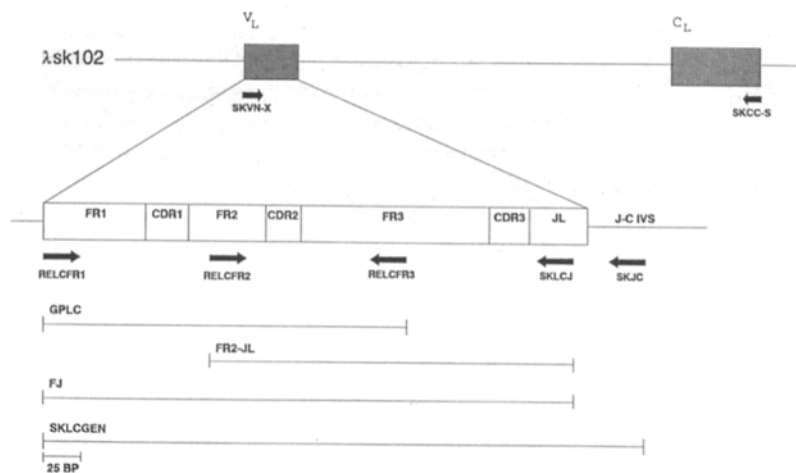 V_L
C_L
λsk102
SKVN-X
SKCC-S
FR1 CDR1 FR2 CDR2 FR3 CDR3 JL J-C IVS
RELCFR1 RELCFR2 RELCFR3 SKLCJ SKJC
GPLC
FR2-JL
FJ
SKLCGEN
25 BP